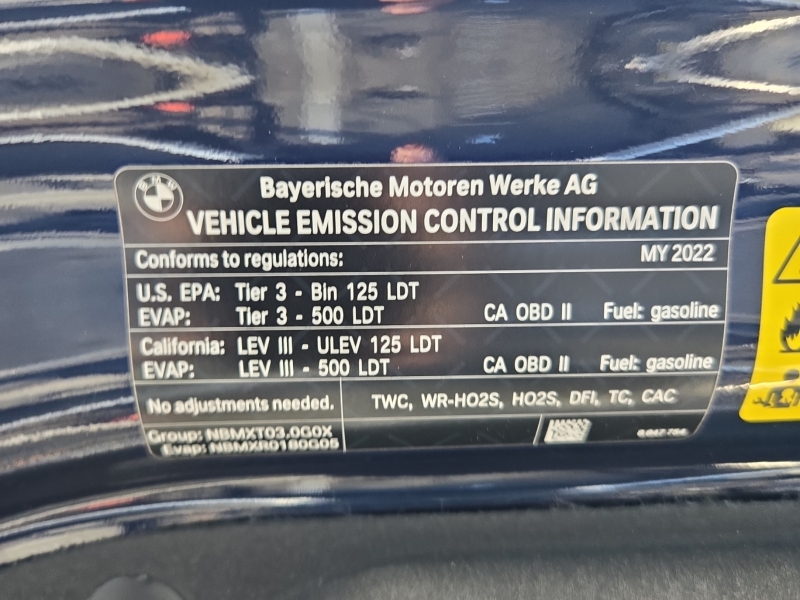 BMW
Bayerische Motoren Werke AG
VEHICLE EMISSION CONTROL INFORMATION
Conforms to regulations: MY 2022
U.S. EPA: Tier 3 - Bin 125 LDT
EVAP: Tier 3 - 500 LDT CA OBD II Fuel: gasoline
California: LEV III - ULEV 125 LDT
EVAP: LEV III - 500 LDT CA OBD II Fuel: gasoline
No adjustments needed. TWC, WR-HO2S, HO2S, DFI, TC, CAC
Group: NBMXT03.0G0X
Evap: NBMXR0180G05